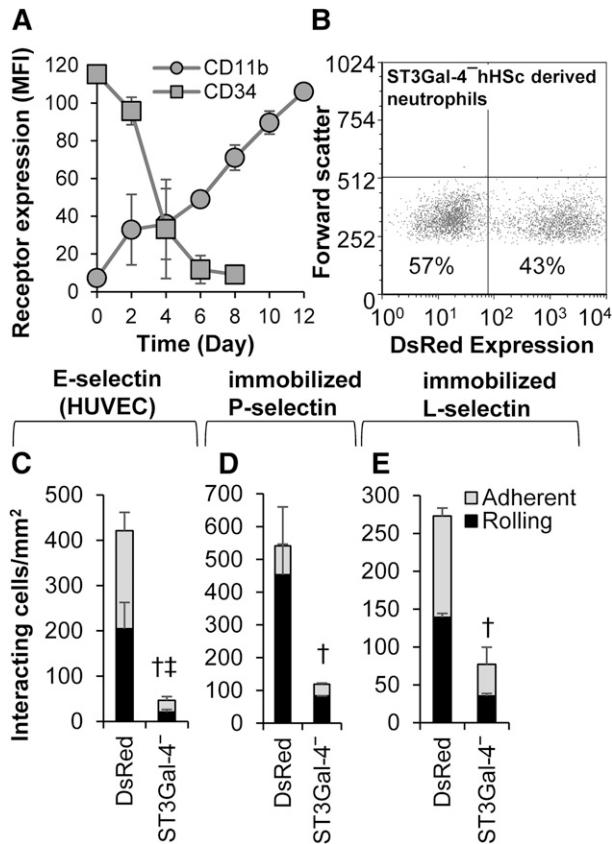 A
Receptor expression (MFI)
120
100
80
60
40
20
0
CD11b
CD34
0 2 4 6 8 10 12
Time (Day)
B
Forward scatter
1024
754
512
252
0
ST3Gal-4⁻hHSc derived
neutrophils
57% 43%
10⁰ 10¹ 10² 10³ 10⁴
DsRed Expression
E-selectin
(HUVEC)
immobilized
P-selectin
immobilized
L-selectin
C
Interacting cells/mm²
500
400
300
200
100
0
†‡
DsRed
ST3Gal-4⁻
D
700
600
500
400
300
200
100
0
†
DsRed
ST3Gal-4⁻
E
300
250
200
150
100
50
0
Adherent
Rolling
†
DsRed
ST3Gal-4⁻